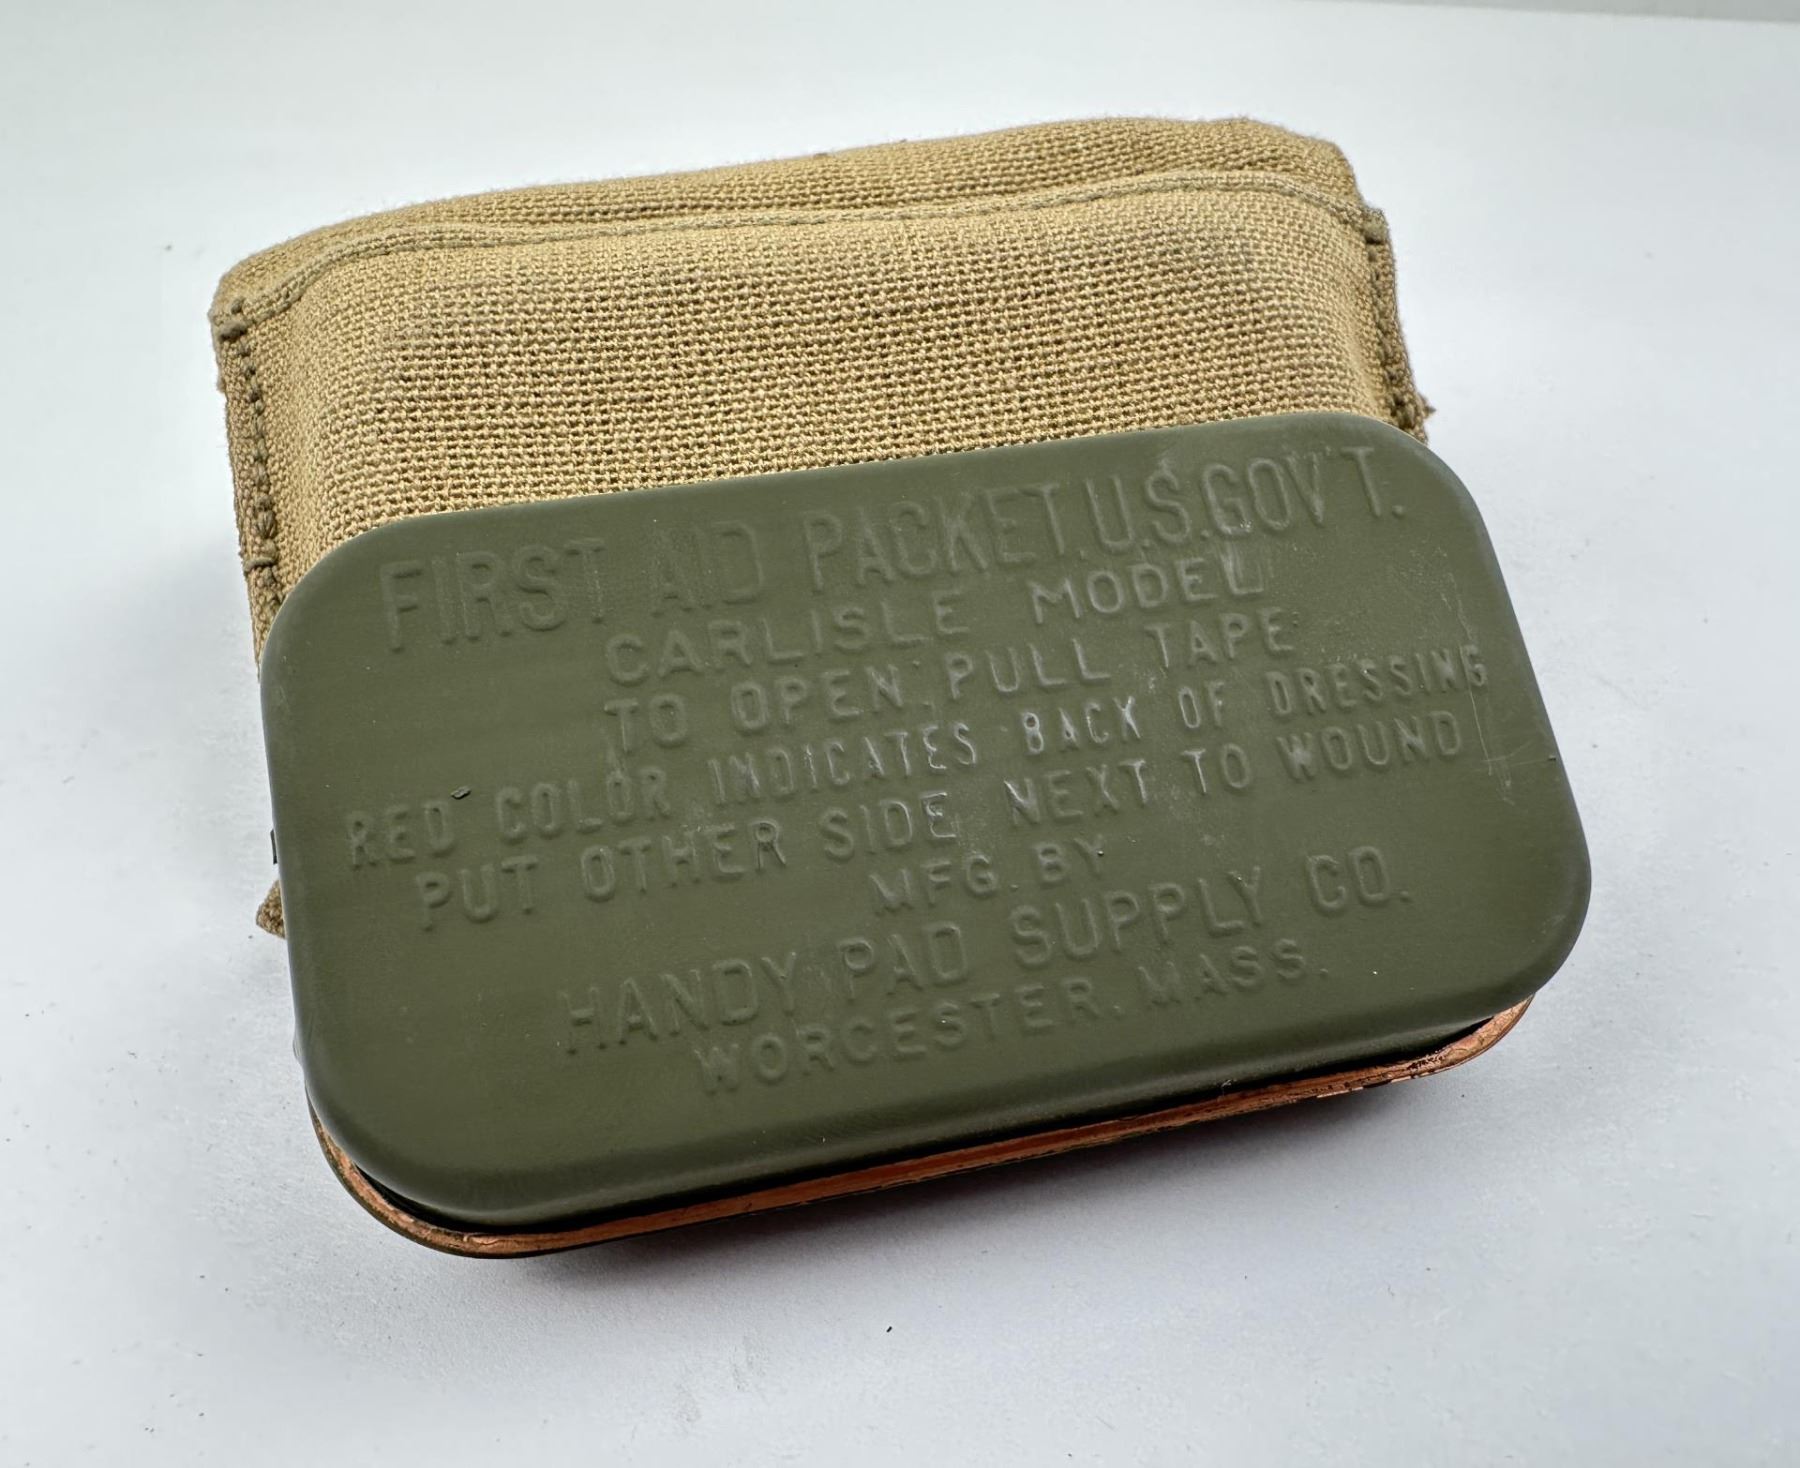 FIRST AID PACKET. U.S. GOV'T.
CARLISLE MODEL
TO OPEN, PULL TAPE
RED COLOR INDICATES BACK OF DRESSING
PUT OTHER SIDE NEXT TO WOUND
MFG. BY
HANDY PAD SUPPLY CO.
WORCESTER, MASS.